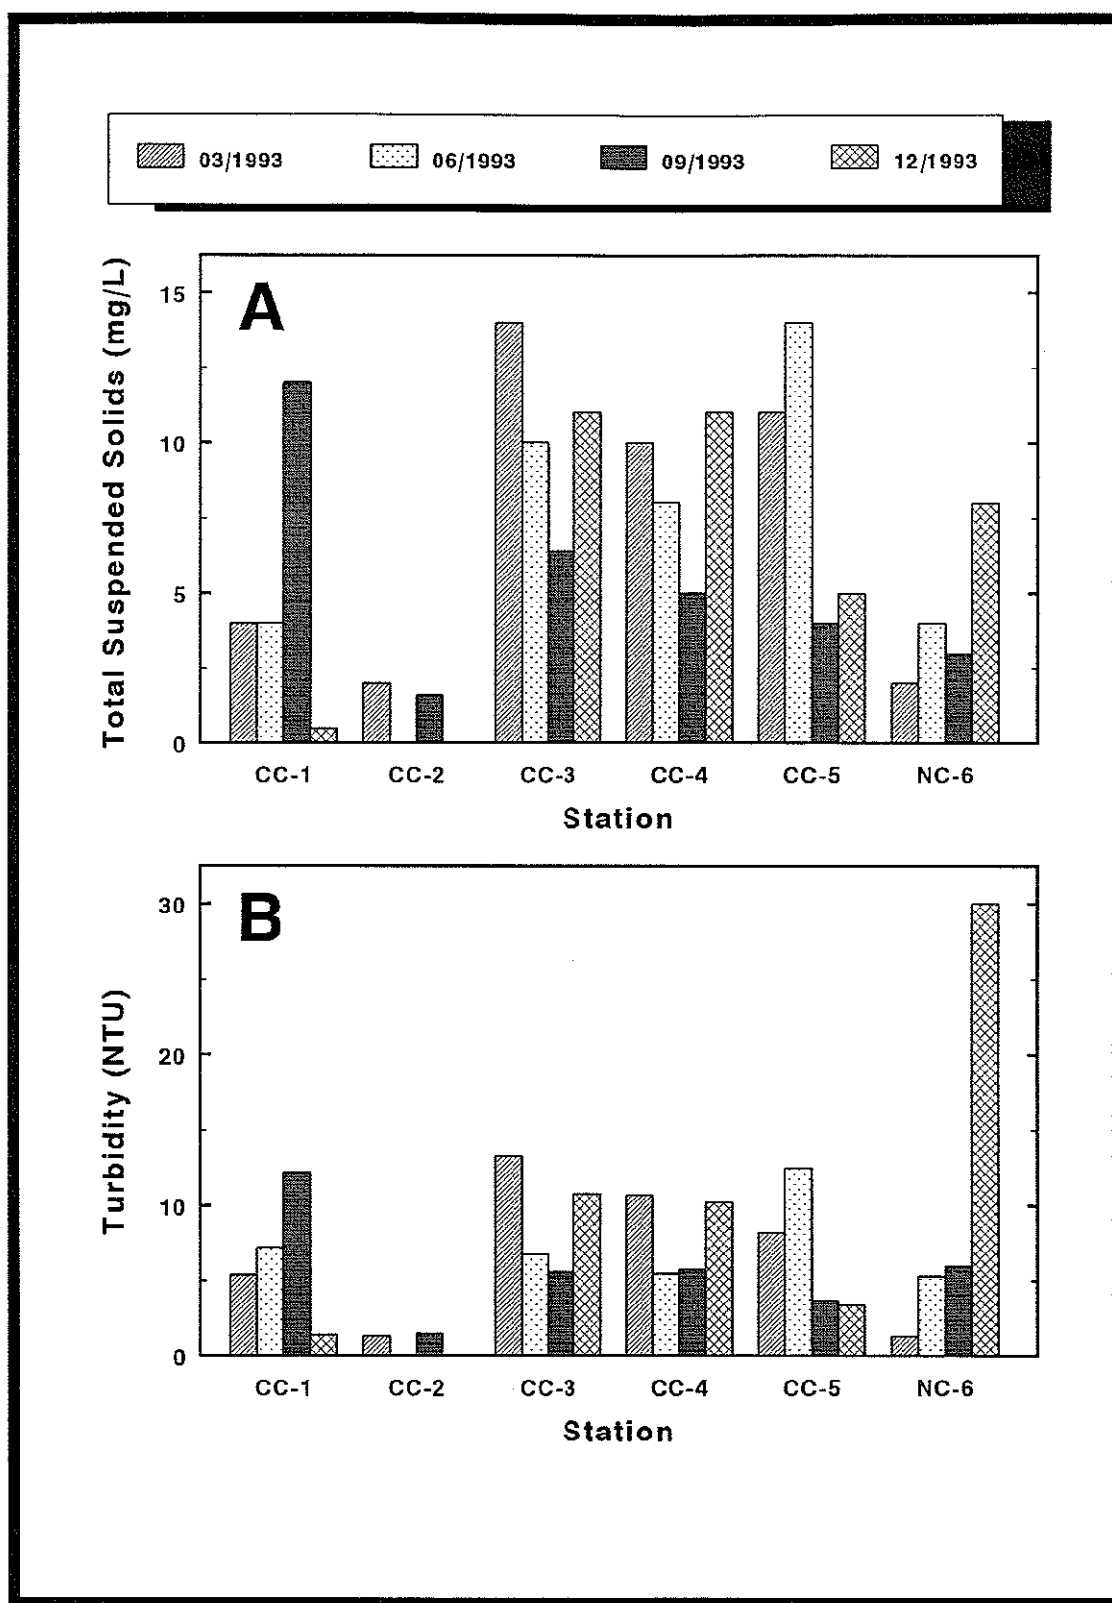 03/1993 06/1993 09/1993 12/1993
A
Total Suspended Solids (mg/L)
15
10
5
0
CC-1 CC-2 CC-3 CC-4 CC-5 NC-6
Station
B
Turbidity (NTU)
30
20
10
0
CC-1 CC-2 CC-3 CC-4 CC-5 NC-6
Station